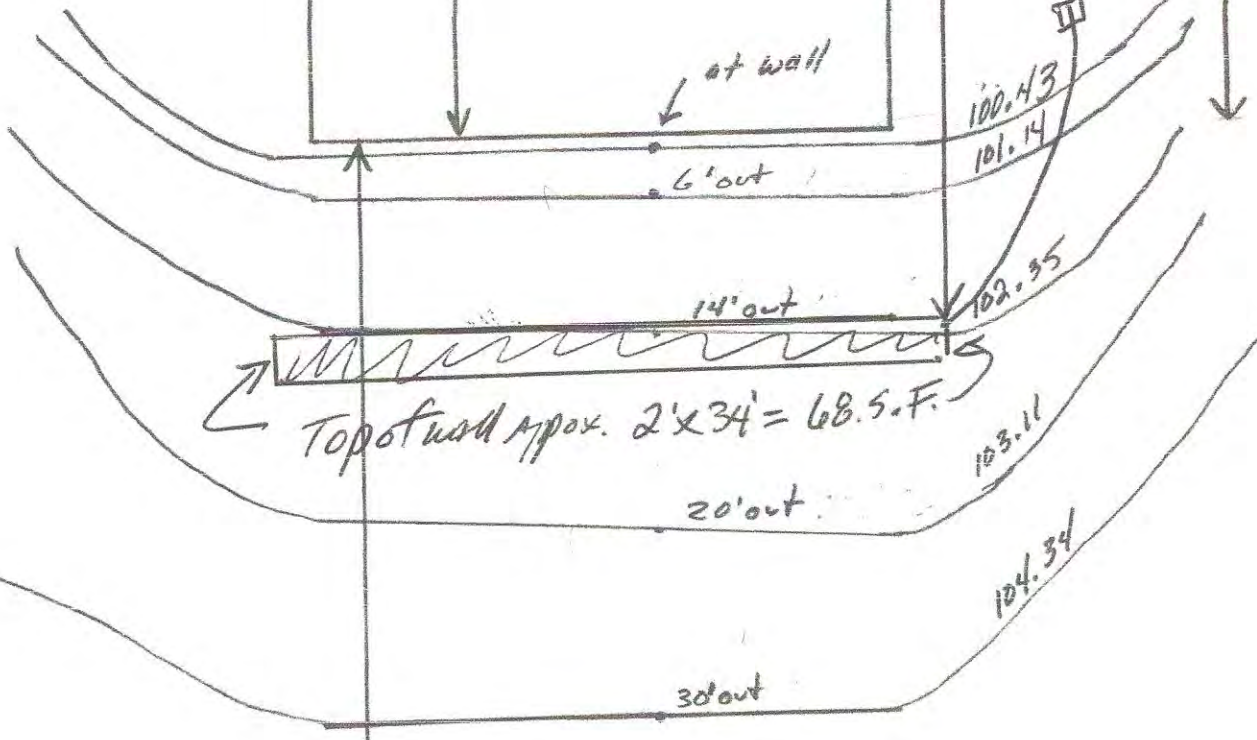 at wall
100.43
101.14
6'out
102.35
14'out
Top of wall Apox. 2'x34'= 68.S.F.
103.11
20'out
104.34
30'out